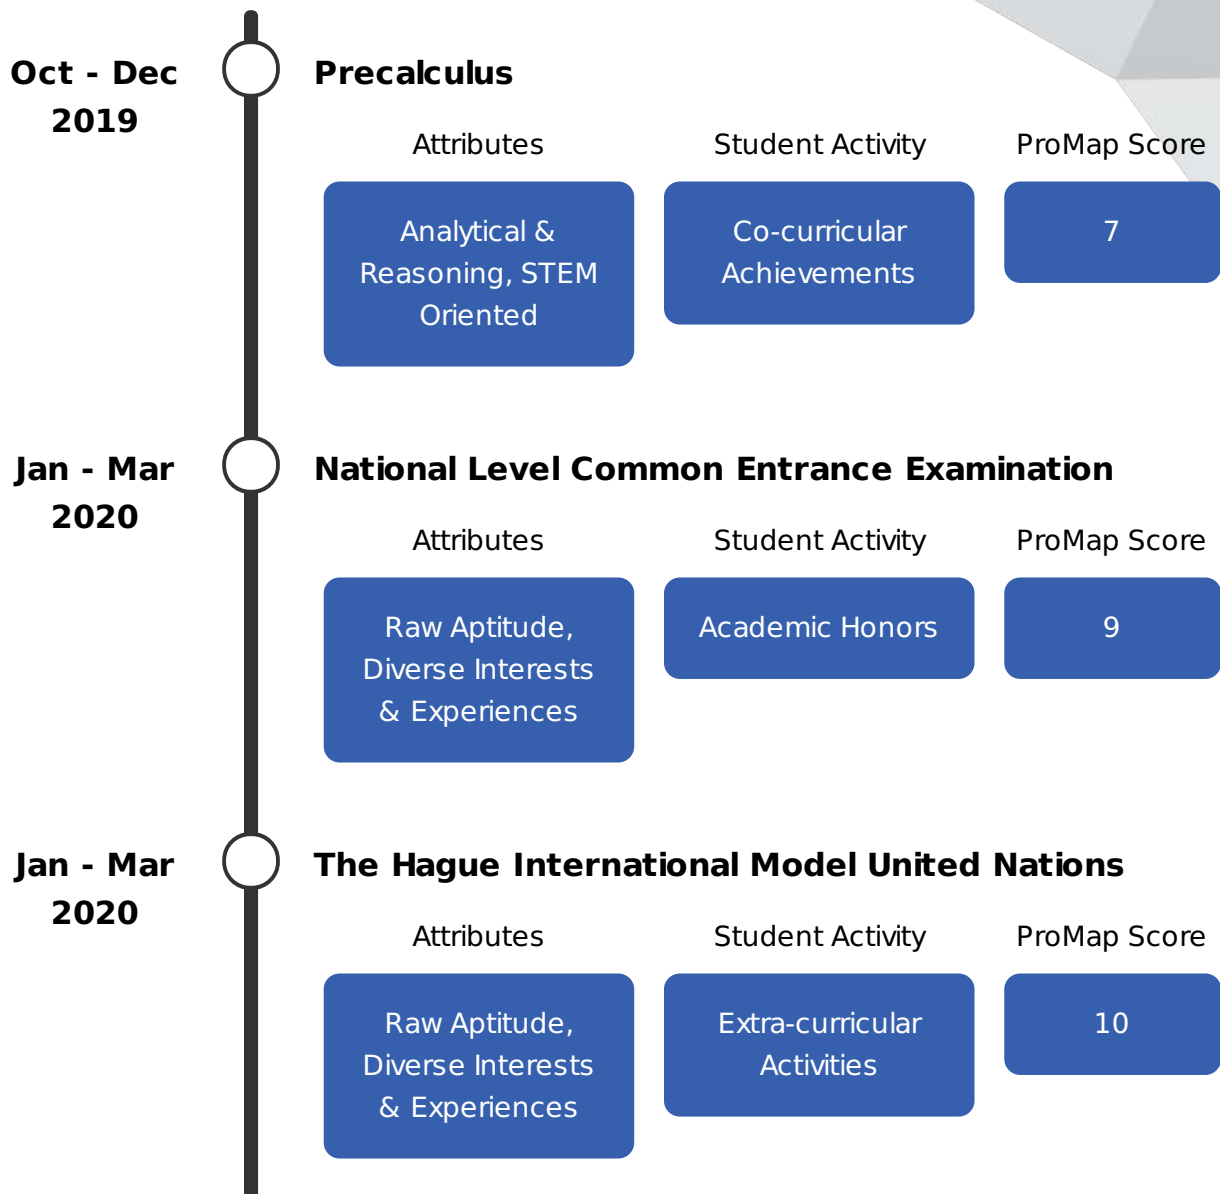 Oct - Dec
2019
Precalculus
Attributes
Student Activity
ProMap Score
Analytical &
Reasoning, STEM
Oriented
Co-curricular
Achievements
7
Jan - Mar
2020
National Level Common Entrance Examination
Attributes
Student Activity
ProMap Score
Raw Aptitude,
Diverse Interests
& Experiences
Academic Honors
9
Jan - Mar
2020
The Hague International Model United Nations
Attributes
Student Activity
ProMap Score
Raw Aptitude,
Diverse Interests
& Experiences
Extra-curricular
Activities
10